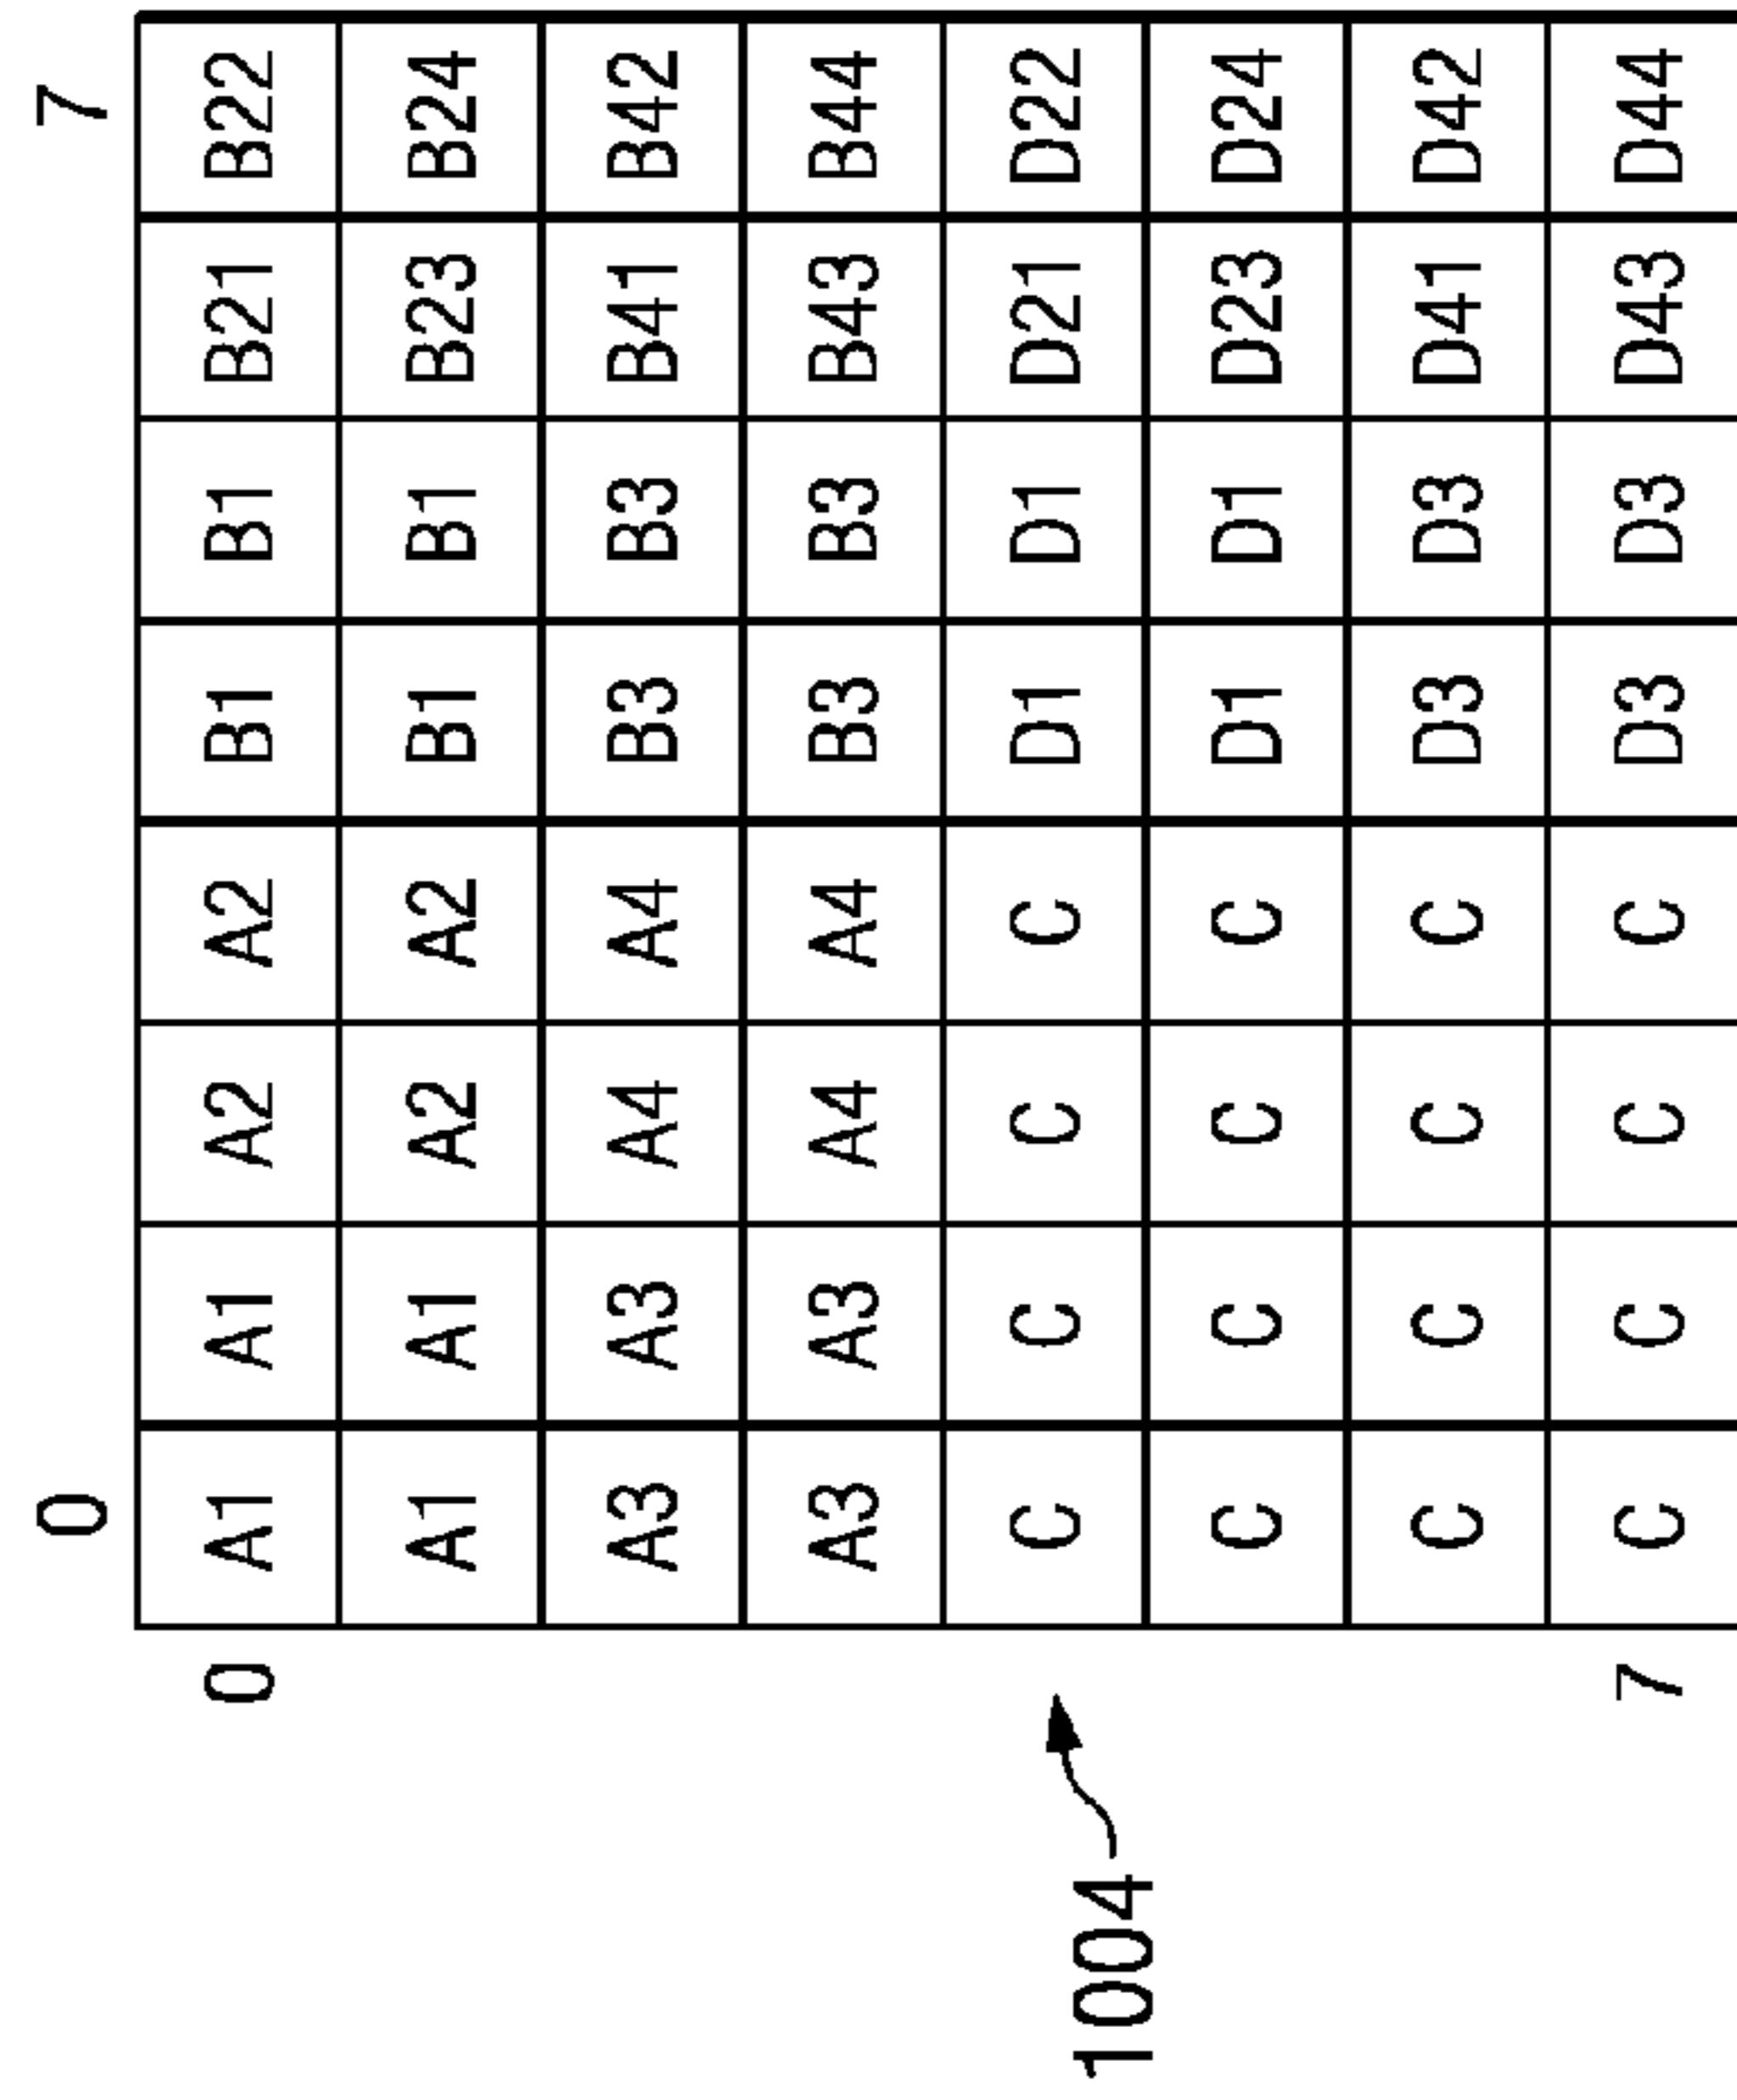 0 7
0 A1 A1 A2 A2 B1 B1 B21 B22
A1 A1 A2 A2 B1 B1 B23 B24
A3 A3 A4 A4 B3 B3 B41 B42
A3 A3 A4 A4 B3 B3 B43 B44
1004 C C C C D1 D1 D21 D22
C C C C D1 D1 D23 D24
C C C C D3 D3 D41 D42
7 C C C C D3 D3 D43 D44